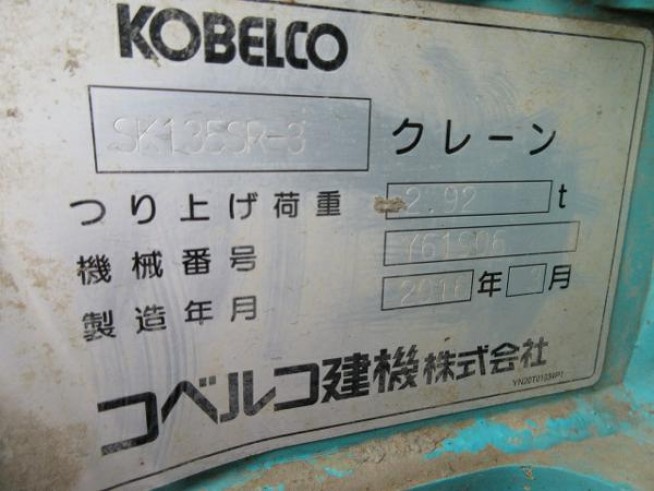 KOBELCO
SK135SR-3 クレーン
つり上げ荷重 2.92 t
機械番号
製造年月 年 月
コベルコ建機株式会社
YN20T01234P1